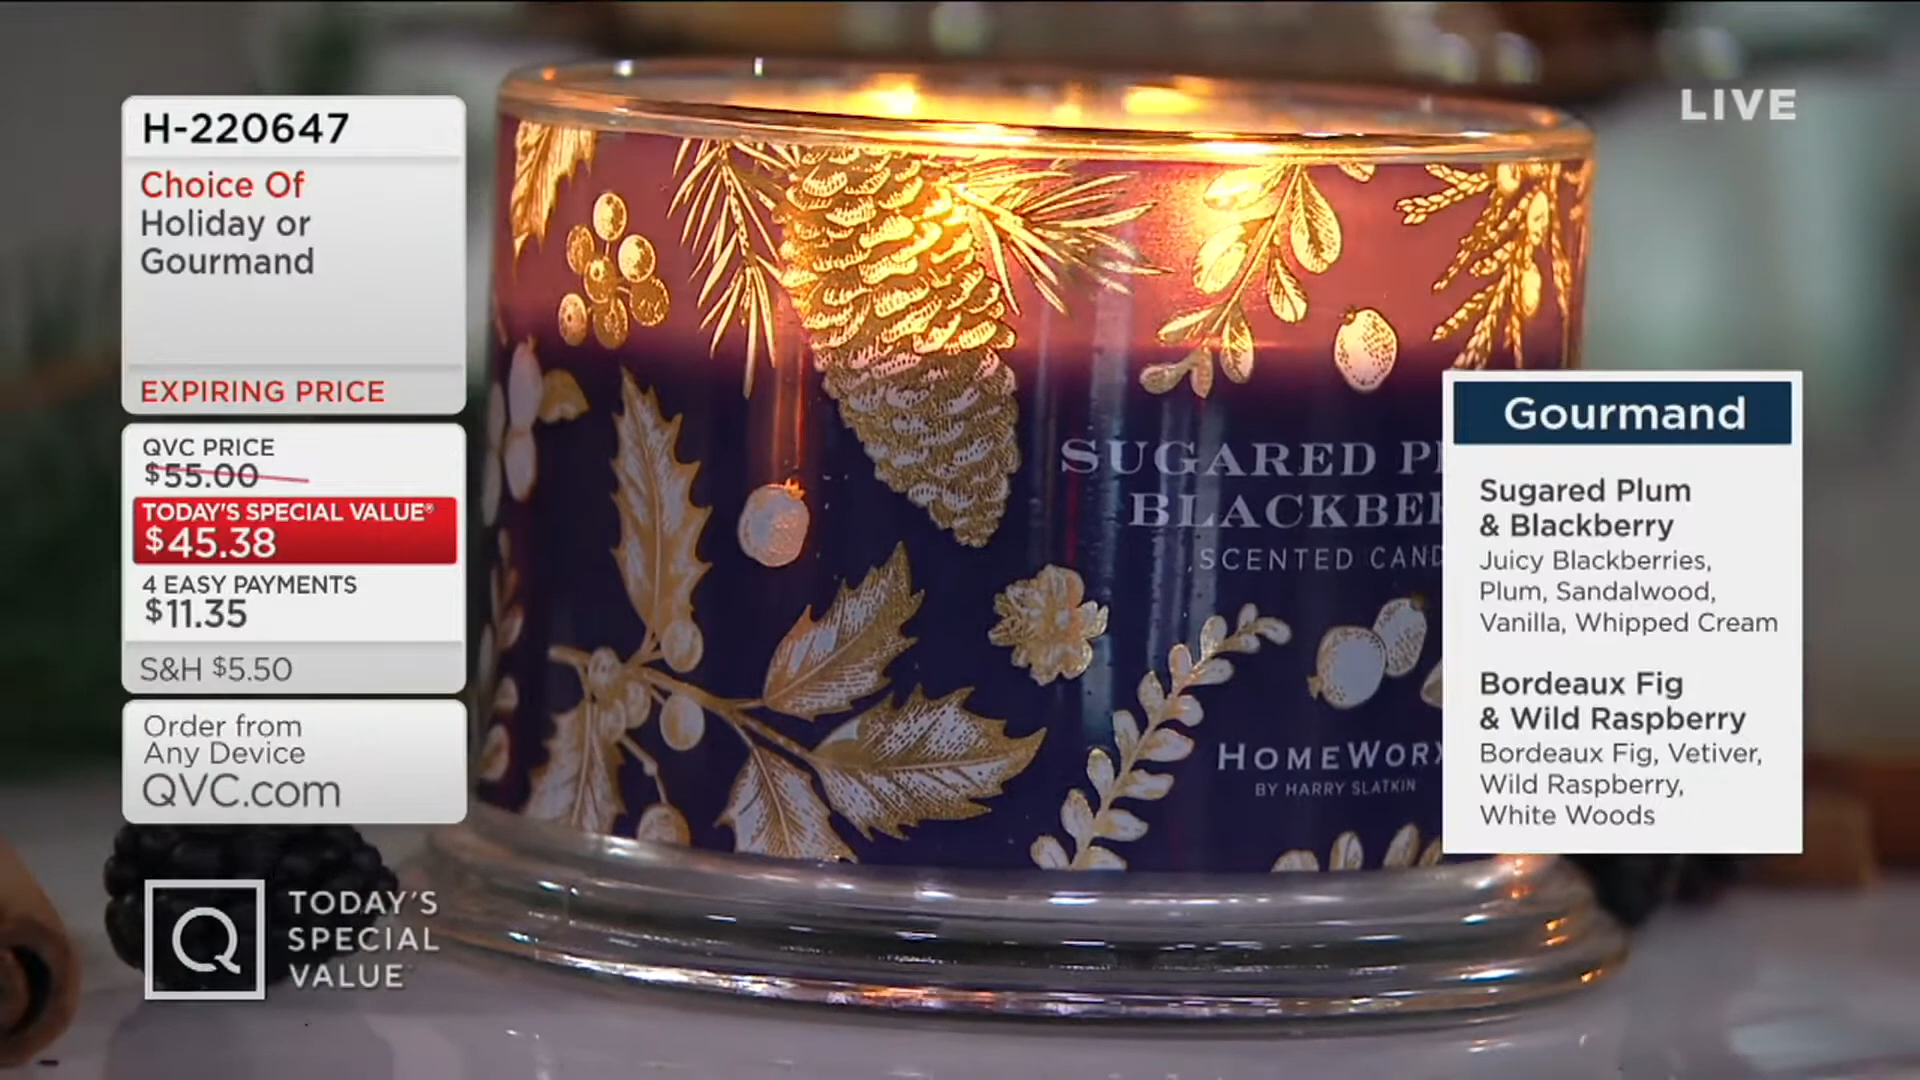 LIVE
H-220647
Choice Of
Holiday or
Gourmand
EXPIRING PRICE
QVC PRICE
$55.00
TODAY'S SPECIAL VALUE®
$45.38
4 EASY PAYMENTS
$11.35
S&H $5.50
Order from
Any Device
QVC.com
Q
TODAY'S
SPECIAL
VALUE
SUGARED
SCENTED
HOMEWORX
BY HARRY SLATKIN
Gourmand
Sugared Plum
& Blackberry
Juicy Blackberries,
Plum, Sandalwood,
Vanilla, Whipped Cream
Bordeaux Fig
& Wild Raspberry
Bordeaux Fig, Vetiver,
Wild Raspberry,
White Woods